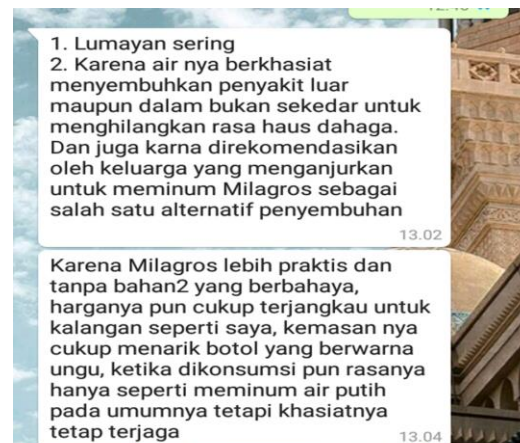 1. Lumayan sering
2. Karena air nya berkhasiat
menyembuhkan penyakit luar
maupun dalam bukan sekedar untuk
menghilangkan rasa haus dahaga.
Dan juga karna direkomendasikan
oleh keluarga yang menganjurkan
untuk meminum Milagros sebagai
salah satu alternatif penyembuhan
13.02
Karena Milagros lebih praktis dan
tanpa bahan2 yang berbahaya,
harganya pun cukup terjangkau untuk
kalangan seperti saya, kemasan nya
cukup menarik botol yang berwarna
ungu, ketika dikonsumsi pun rasanya
hanya seperti meminum air putih
pada umumnya tetapi khasiatnya
tetap terjaga
13.04